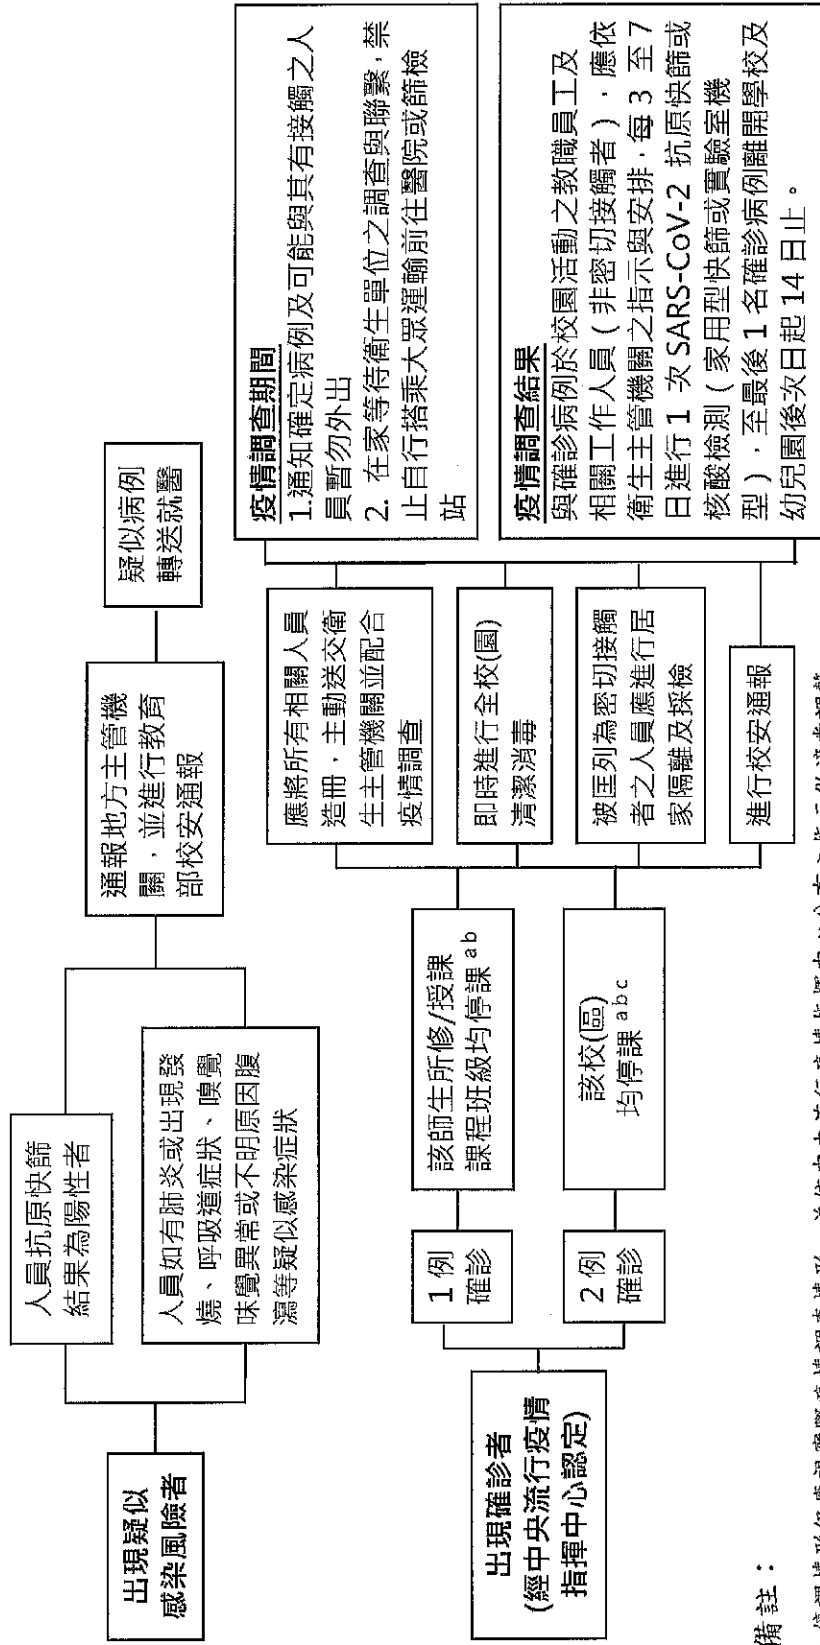 出現疑似
感染風險者
人員抗原快篩
結果為陽性者
人員如有肺炎或出現發
燒、呼吸道症狀、嗅覺
味覺異常或不明原因腹
瀉等疑似感染症狀
通報地方主管機
關，並進行教育
部校安通報
疑似病例
轉送就醫
出現確診者
(經中央流行疫情
指揮中心認定)
1 例
確診
2 例
確診
該師生所修/授課
課程班級均停課 ab
該校(區)
均停課 abc
應將所有相關人員
造冊，主動送交衛
生主管機關並配合
疫情調查
即時進行全校(園)
清潔消毒
被匡列為密切接觸
者之人員應進行居
家隔離及採檢
進行校安通報
疫情調查期間
1.通知確定病例及可能與其有接觸之人
員暫勿外出
2. 在家等待衛生單位之調查與聯繫，禁
止自行搭乘大眾運輸前往醫院或篩檢
站
疫情調查結果
與確診病例於校園活動之教職員工及
相關工作人員（非密切接觸者），應依
衛生主管機關之指示與安排，每 3 至 7
日進行 1 次 SARS-CoV-2 抗原快篩或
核酸檢測（家用型快篩或實驗室機
型），至最後 1 名確診病例離開學校及
幼兒園後次日起 14 日止。
備註：